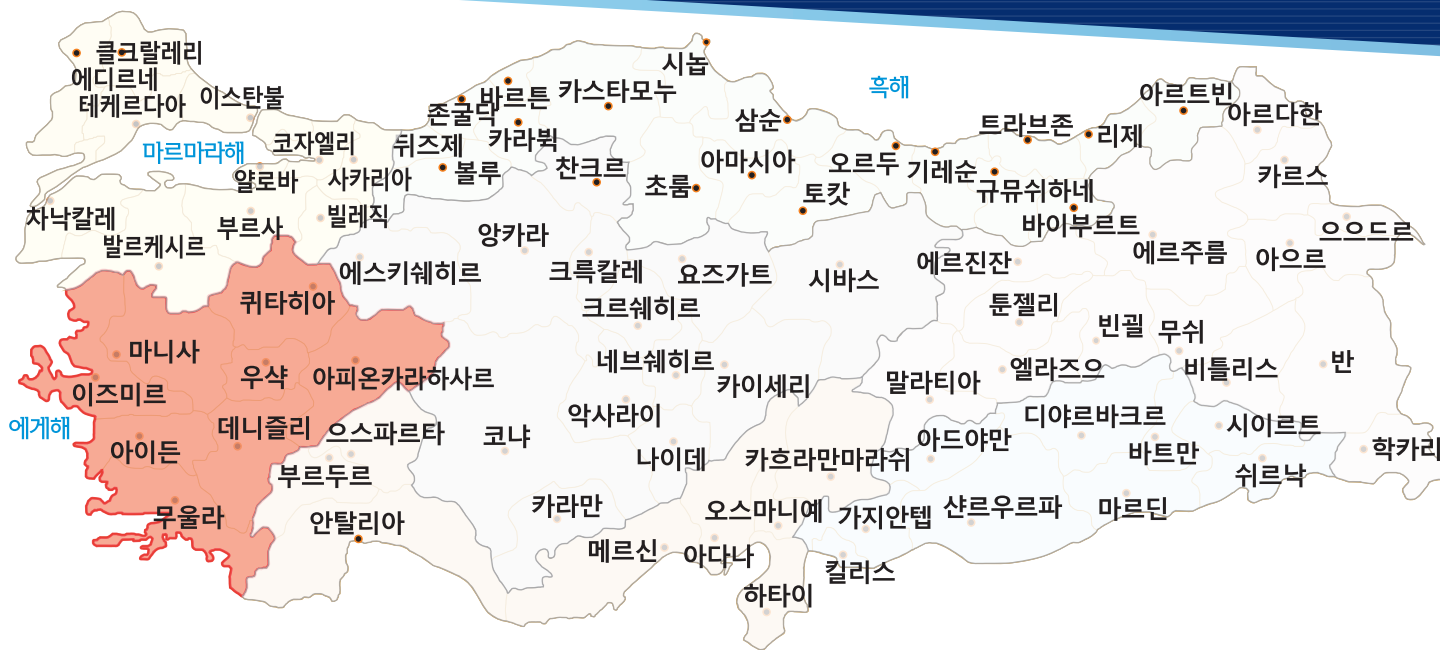 클크랄레리
에디르네
테케르다아
이스탄불
마르마라해
코자엘리
얄로바
사카리아
차낙칼레
발르케시르
부르사
빌레직
뒤즈제
존굴닥
바르튼
카라뷕
볼루
카스타모누
시놉
흑해
찬크르
초룸
삼순
아마시아
토캇
오르두
기레순
트라브존
리제
아르트빈
아르다한
규뮤쉬하네
바이부르트
카르스
으으드르
아으르
에르주름
에르진잔
앙카라
에스키쉐히르
크륵칼레
요즈가트
시바스
크르쉐히르
퀴타히아
마니사
이즈미르
우샥
아피온카라하사르
에게해
아이든
데니즐리
무울라
네브쉐히르
카이세리
악사라이
나이데
코냐
카라만
으스파르타
부르두르
안탈리아
카흐라만마라쉬
오스마니예
메르신
아다나
하타이
킬러스
가지안텝
샨르우르파
아드야만
말라티아
엘라즈으
툰젤리
빈괼
무쉬
비틀리스
반
디야르바크르
바트만
시이르트
쉬르낙
마르딘
학카리